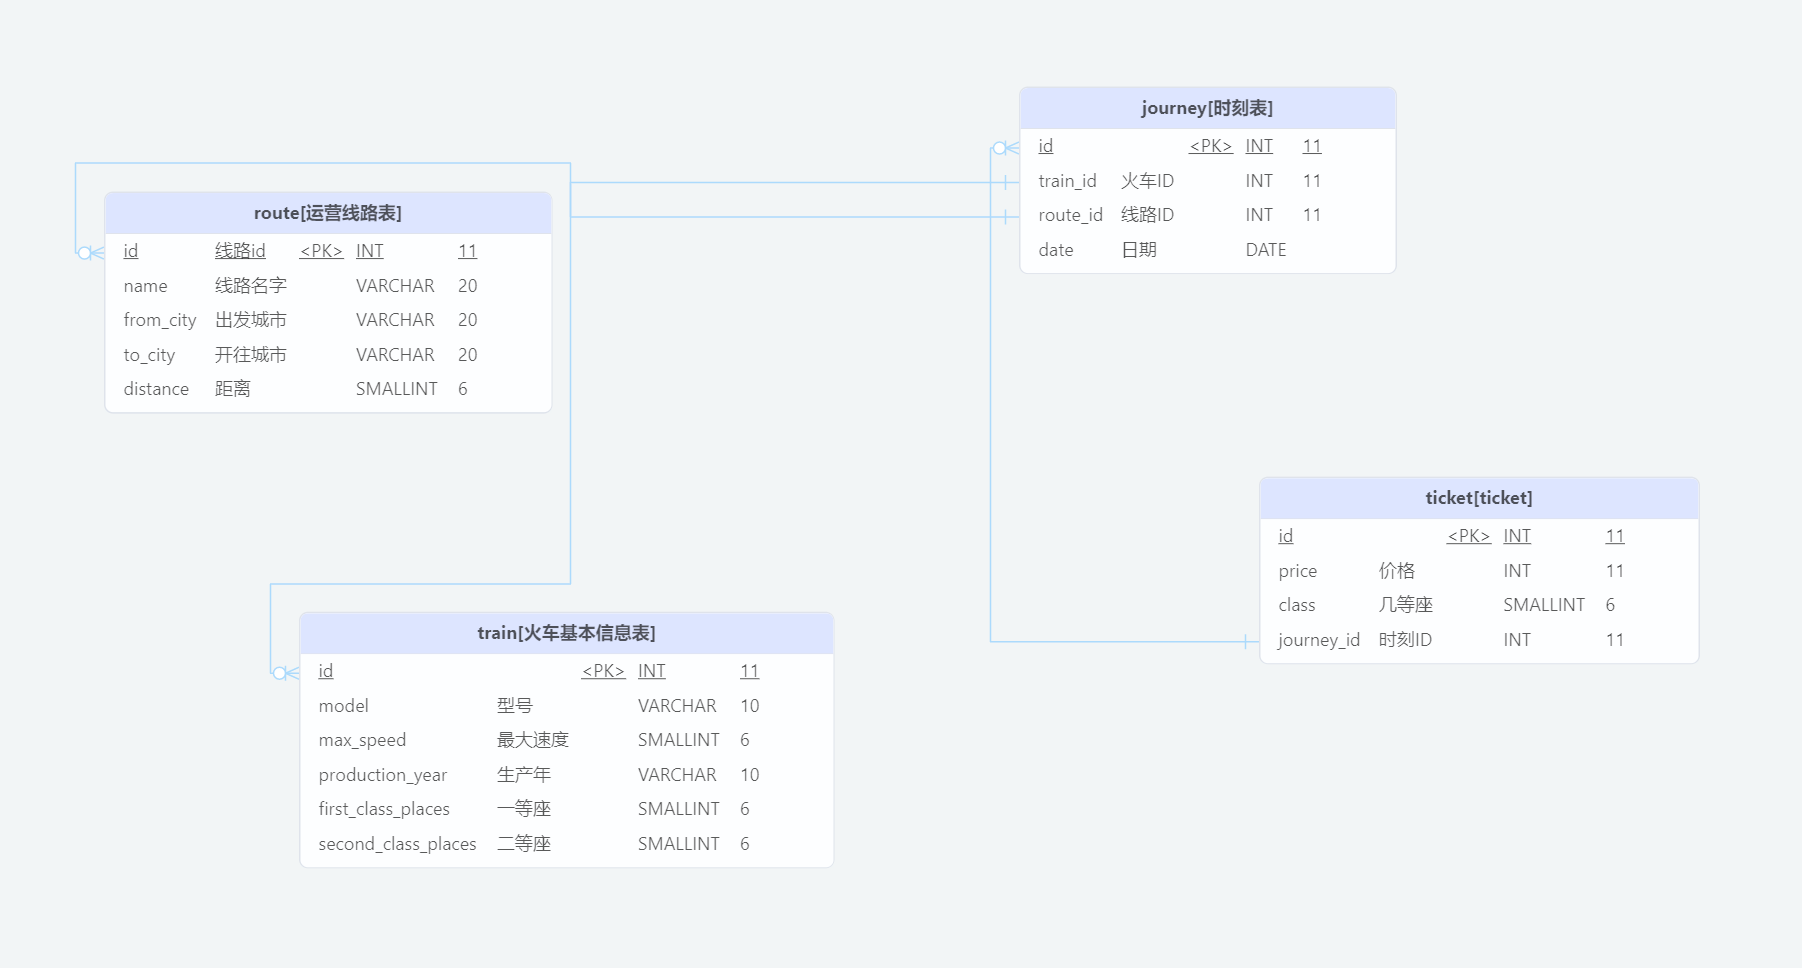 journey[时刻表]
id <PK> INT 11
train_id 火车ID INT 11
route_id 线路ID INT 11
date 日期 DATE
route[运营线路表]
id 线路id <PK> INT 11
name 线路名字 VARCHAR 20
from_city 出发城市 VARCHAR 20
to_city 开往城市 VARCHAR 20
distance 距离 SMALLINT 6
ticket[ticket]
id <PK> INT 11
price 价格 INT 11
class 几等座 SMALLINT 6
journey_id 时刻ID INT 11
train[火车基本信息表]
id <PK> INT 11
model 型号 VARCHAR 10
max_speed 最大速度 SMALLINT 6
production_year 生产年 VARCHAR 10
first_class_places 一等座 SMALLINT 6
second_class_places 二等座 SMALLINT 6